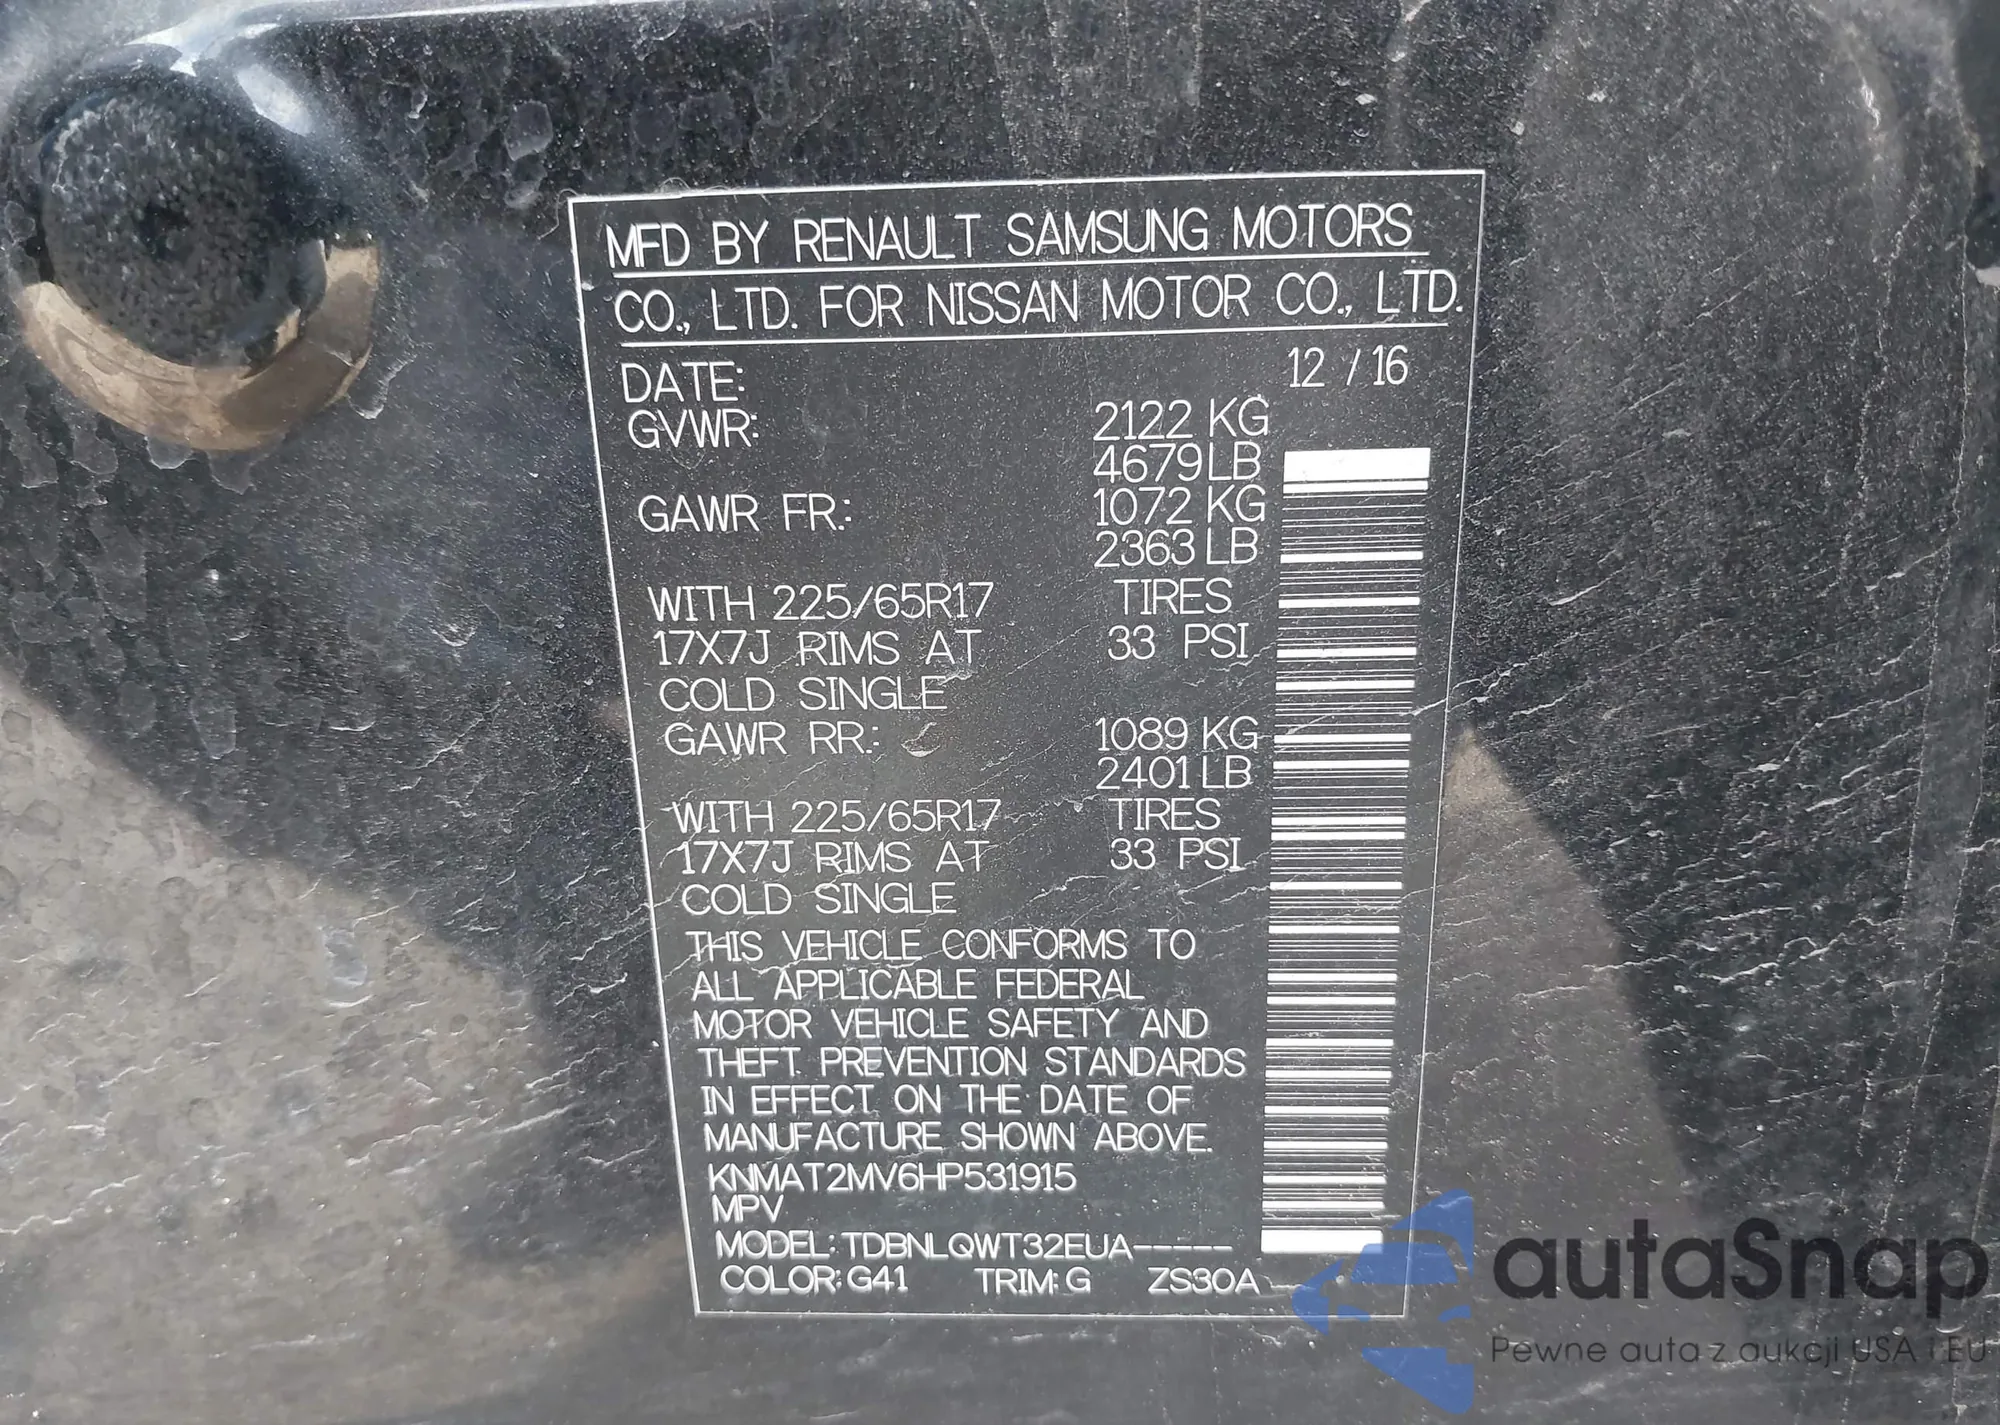 MFD BY RENAULT SAMSUNG MOTORS
CO., LTD. FOR NISSAN MOTOR CO., LTD.
DATE: 12 / 16
GVWR: 2122 KG
4679 LB
GAWR FR.: 1072 KG
2363 LB
WITH 225/65R17 TIRES
17X7J RIMS AT 33 PSI
COLD SINGLE
GAWR RR.: 1089 KG
2401 LB
WITH 225/65R17 TIRES
17X7J RIMS AT 33 PSI
COLD SINGLE
THIS VEHICLE CONFORMS TO
ALL APPLICABLE FEDERAL
MOTOR VEHICLE SAFETY AND
THEFT PREVENTION STANDARDS
IN EFFECT ON THE DATE OF
MANUFACTURE SHOWN ABOVE.
KNMAT2MV6HP531915
MPV
MODEL: TDBNLQWT32EUA-----
COLOR: G41 TRIM: G ZS30A
autaSnap
Pewne auta z aukcji USA i EU